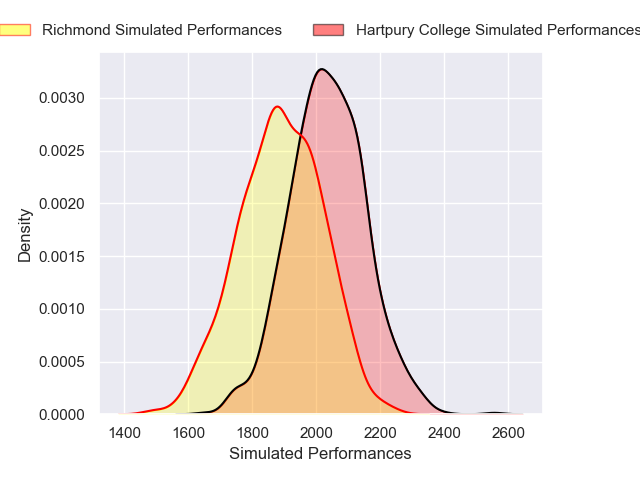 Richmond Simulated Performances Hartpury College Simulated Performances
0.0030
0.0025
0.0020
0.0015
0.0010
0.0005
0.0000
Density
1400 1600 1800 2000 2200 2400 2600
Simulated Performances